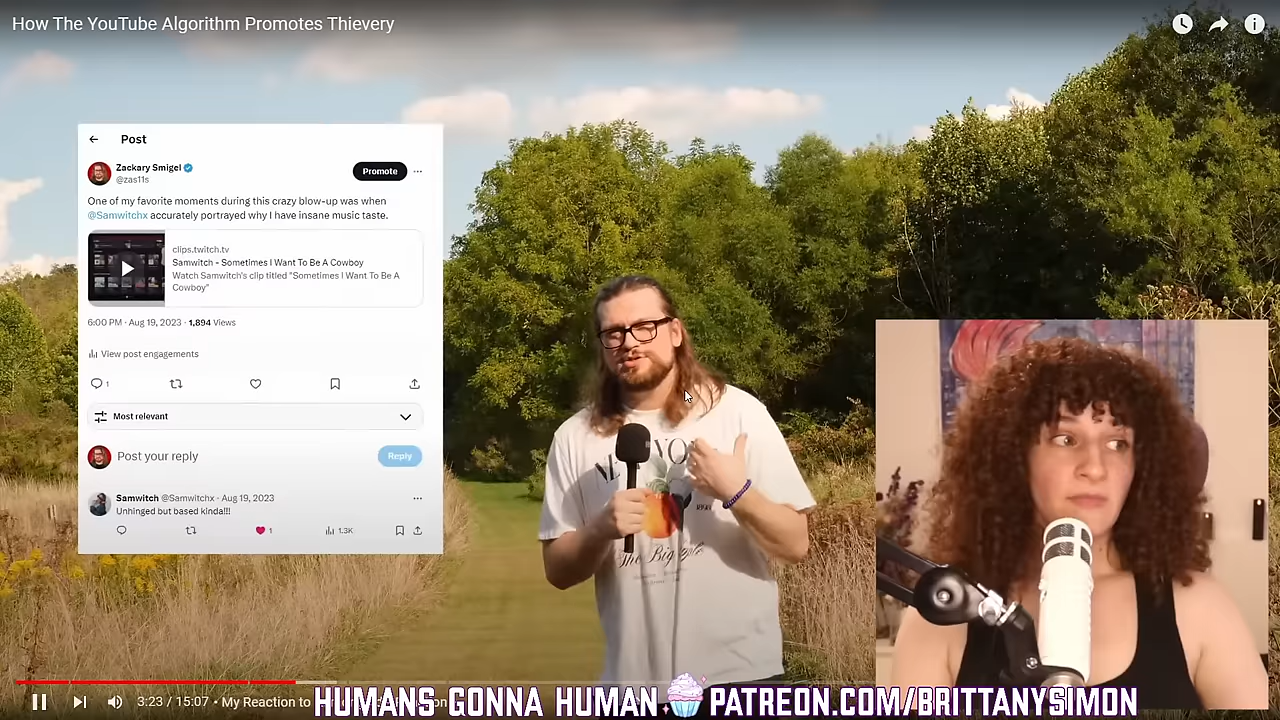 How The YouTube Algorithm Promotes Thievery
Post
Zackary Smigel
@zas11s
Promote
One of my favorite moments during this crazy blow-up was when
@Samwitchx accurately portrayed why I have insane music taste.
clips.twitch.tv
Samwitch - Sometimes I Want To Be A Cowboy
Watch Samwitch's clip titled "Sometimes I Want To Be A
Cowboy"
6:00 PM · Aug 19, 2023 · 1,894 Views
View post engagements
1
Most relevant
Post your reply
Reply
Samwitch @Samwitchx · Aug 19, 2023
Unhinged but based kinda!!!
1 1.3K
The Big
3:23 / 15:07 • My Reaction to
HUMANS GONNA HUMAN PATREON.COM/BRITTANYSIMON